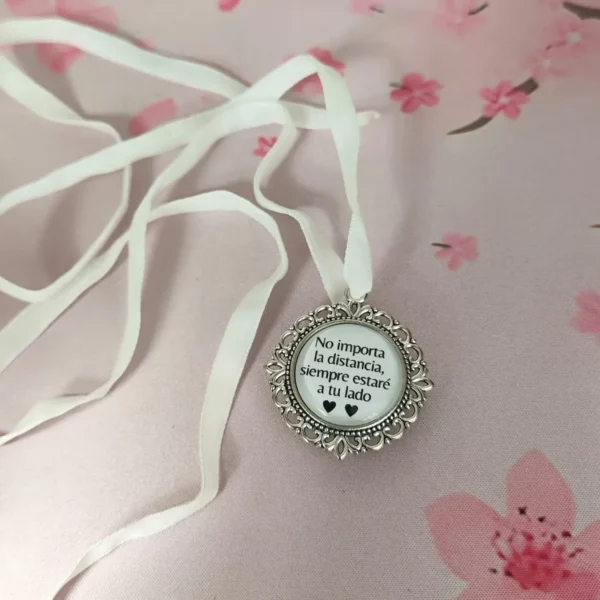 No importa
la distancia,
siempre estaré
a tu lado